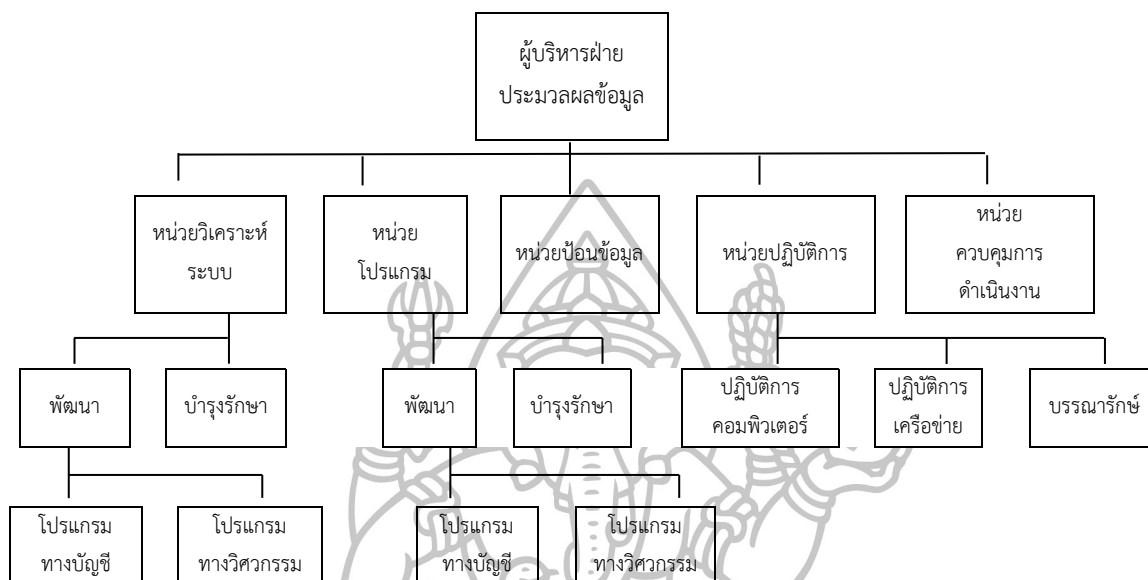 ผู้บริหารฝ่าย
ประมวลผลข้อมูล
หน่วยวิเคราะห์
ระบบ
หน่วย
โปรแกรม
หน่วยป้อนข้อมูล
หน่วยปฏิบัติการ
หน่วย
ควบคุมการ
ดำเนินงาน
พัฒนา
บำรุงรักษา
พัฒนา
บำรุงรักษา
ปฏิบัติการ
คอมพิวเตอร์
ปฏิบัติการ
เครือข่าย
บรรณารักษ์
โปรแกรม
ทางบัญชี
โปรแกรม
ทางวิศวกรรม
โปรแกรม
ทางบัญชี
โปรแกรม
ทางวิศวกรรม